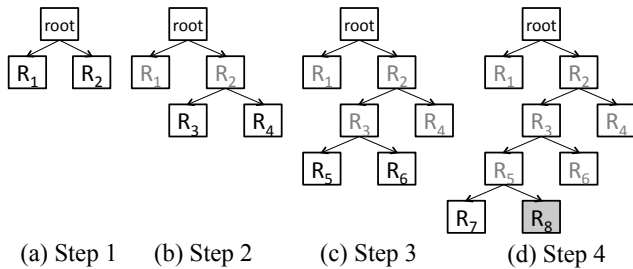 root
R1 R2
(a) Step 1
root
R1 R2
R3 R4
(b) Step 2
root
R1 R2
R3 R4
R5 R6
(c) Step 3
root
R1 R2
R3 R4
R5 R6
R7 R8
(d) Step 4